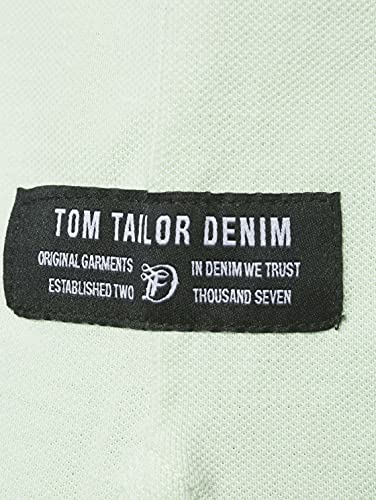 TOM TAILOR DENIM
ORIGINAL GARMENTS IN DENIM WE TRUST
ESTABLISHED TWO THOUSAND SEVEN